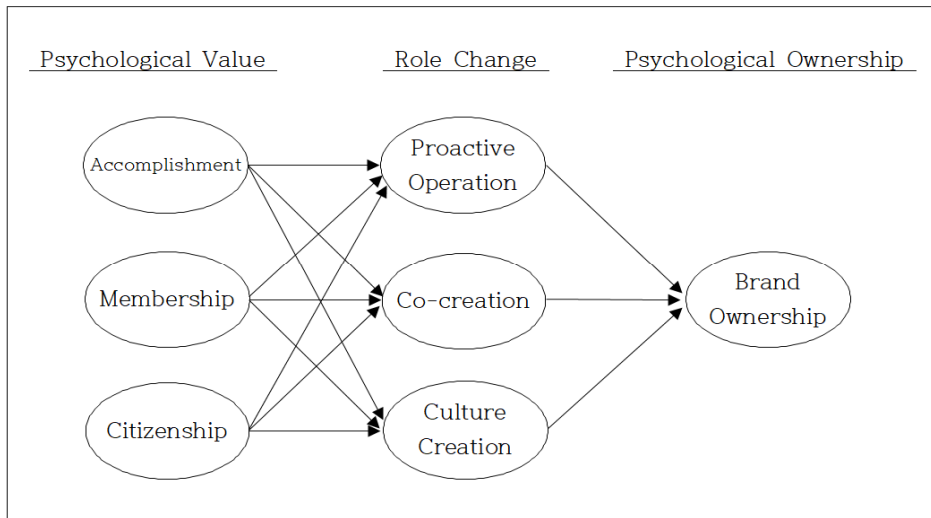 Psychological Value
Role Change
Psychological Ownership
Accomplishment
Proactive
Operation
Membership
Co-creation
Brand
Ownership
Citizenship
Culture
Creation